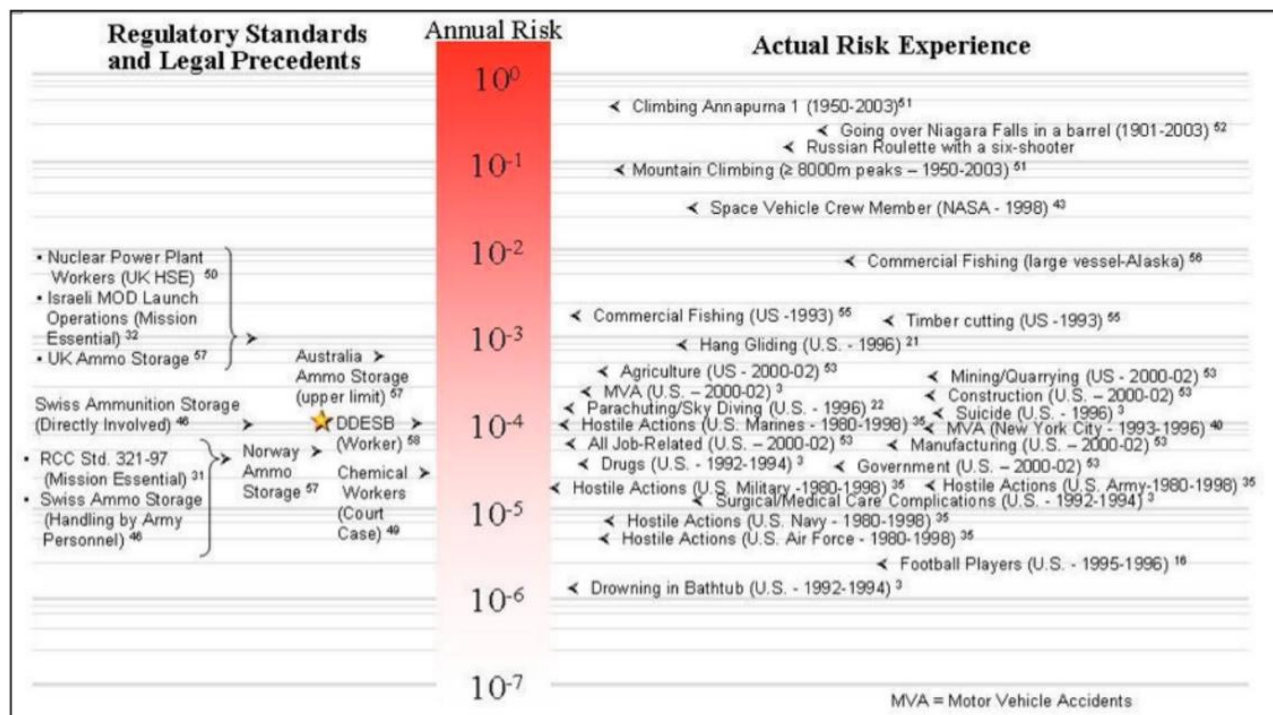 Regulatory Standards
and Legal Precedents
Annual Risk
Actual Risk Experience
10⁰
10⁻¹
10⁻²
10⁻³
10⁻⁴
10⁻⁵
10⁻⁶
10⁻⁷
• Nuclear Power Plant
Workers (UK HSE) ⁵⁰
• Israeli MOD Launch
Operations (Mission
Essential) ³²
• UK Ammo Storage ⁵⁷
Australia
Ammo Storage
(upper limit) ⁵⁷
Swiss Ammunition Storage
(Directly Involved) ⁴⁶
DDESB
(Worker) ⁵⁸
• RCC Std. 321-97
(Mission Essential) ³¹
• Swiss Ammo Storage
(Handling by Army
Personnel) ⁴⁶
Norway
Ammo
Storage ⁵⁷
Chemical
Workers
(Court
Case) ⁴⁹
Climbing Annapurna 1 (1950-2003)⁵¹
Going over Niagara Falls in a barrel (1901-2003) ⁵²
Russian Roulette with a six-shooter
Mountain Climbing (≥ 8000m peaks – 1950-2003) ⁵¹
Space Vehicle Crew Member (NASA - 1998) ⁴³
Commercial Fishing (large vessel-Alaska) ⁵⁶
Commercial Fishing (US -1993) ⁵⁵
Timber cutting (US -1993) ⁵⁵
Hang Gliding (U.S. - 1996) ²¹
Agriculture (US - 2000-02) ⁵³
Mining/Quarrying (US - 2000-02) ⁵³
MVA (U.S. – 2000-02) ³
Construction (U.S. – 2000-02) ⁵³
Parachuting/Sky Diving (U.S. - 1996) ²²
Suicide (U.S. - 1996) ³
Hostile Actions (U.S. Marines - 1980-1998) ³⁵
MVA (New York City - 1993-1996) ⁴⁰
All Job-Related (U.S. – 2000-02) ⁵³
Manufacturing (U.S. – 2000-02) ⁵³
Drugs (U.S. - 1992-1994) ³
Government (U.S. – 2000-02) ⁵³
Hostile Actions (U.S. Military -1980-1998) ³⁵
Hostile Actions (U.S. Army-1980-1998) ³⁵
Surgical/Medical Care Complications (U.S. - 1992-1994) ³
Hostile Actions (U.S. Navy - 1980-1998) ³⁵
Hostile Actions (U.S. Air Force - 1980-1998) ³⁵
Football Players (U.S. - 1995-1996) ¹⁶
Drowning in Bathtub (U.S. - 1992-1994) ³
MVA = Motor Vehicle Accidents